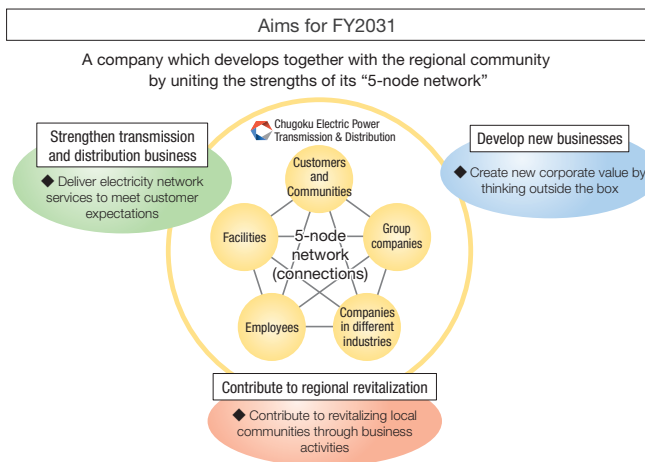 Aims for FY2031
A company which develops together with the regional community
by uniting the strengths of its “5-node network”
Chugoku Electric Power
Transmission & Distribution
Strengthen transmission
and distribution business
◆ Deliver electricity network
services to meet customer
expectations
Develop new businesses
◆ Create new corporate value by
thinking outside the box
Customers
and
Communities
Facilities
5-node
network
(connections)
Group
companies
Employees
Companies
in different
industries
Contribute to regional revitalization
◆ Contribute to revitalizing local
communities through business
activities